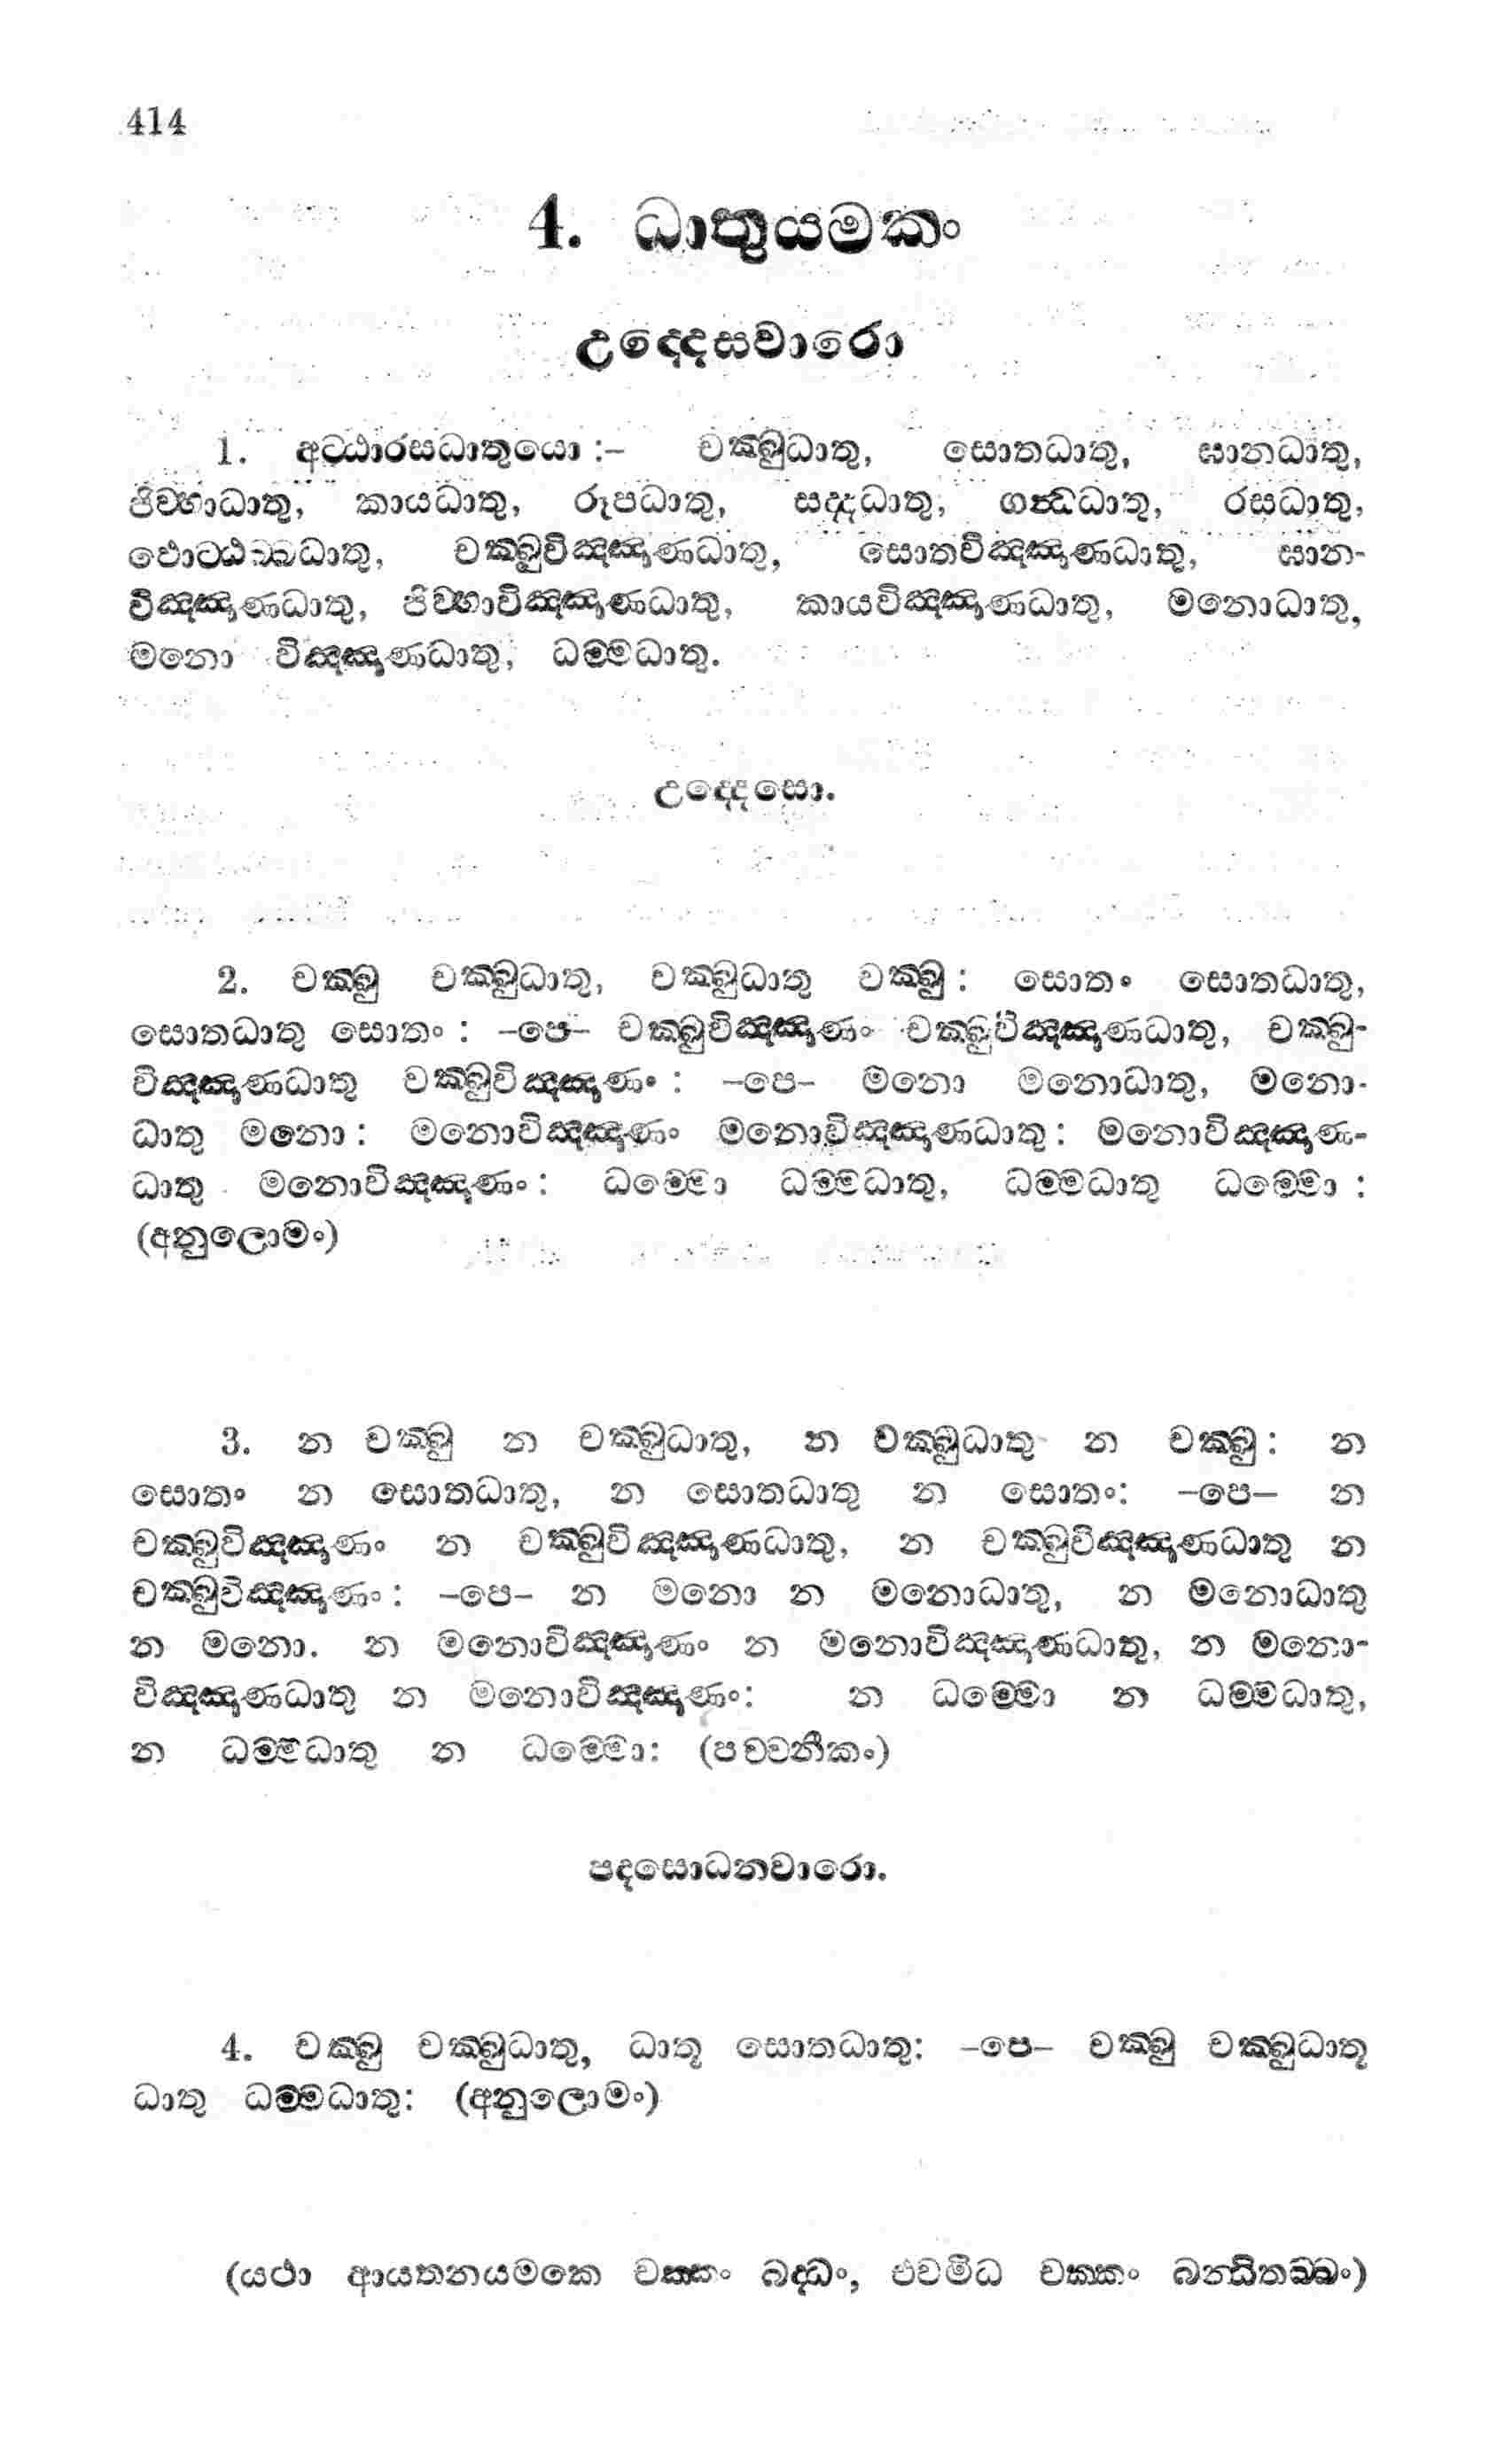 414
4. ධාතුයමකං
උද්දෙසවාරො
1. අට්ඨාරසධාතුයො :– චක්ඛුධාතු, සොතධාතු, ඝානධාතු,
ජිව්හාධාතු, කායධාතු, රූපධාතු, සද්දධාතු, ගන්ධධාතු, රසධාතු,
ඵොට්ඨබ්බධාතු, චක්ඛුවිඤ්ඤාණධාතු, සොතවිඤ්ඤාණධාතු, ඝාන-
විඤ්ඤාණධාතු, ජිව්හාවිඤ්ඤාණධාතු, කායවිඤ්ඤාණධාතු, මනොධාතු,
මනො විඤ්ඤාණධාතු, ධම්මධාතු.
උද්දෙසො.
2. චක්ඛු චක්ඛුධාතු, චක්ඛුධාතු චක්ඛු : සොතං සොතධාතු,
සොතධාතු සොතං : –පෙ– චක්ඛුවිඤ්ඤාණං චක්ඛුවිඤ්ඤාණධාතු, චක්ඛු-
විඤ්ඤාණධාතු චක්ඛුවිඤ්ඤාණං : –පෙ– මනො මනොධාතු, මනො-
ධාතු මනො : මනොවිඤ්ඤාණං මනොවිඤ්ඤාණධාතු : මනොවිඤ්ඤාණ-
ධාතු මනොවිඤ්ඤාණං : ධම්මො ධම්මධාතු, ධම්මධාතු ධම්මො :
(අනුලොමං)
3. න චක්ඛු න චක්ඛුධාතු, න චක්ඛුධාතු න චක්ඛු : න
සොතං න සොතධාතු, න සොතධාතු න සොතං: –පෙ– න
චක්ඛුවිඤ්ඤාණං න චක්ඛුවිඤ්ඤාණධාතු, න චක්ඛුවිඤ්ඤාණධාතු න
චක්ඛුවිඤ්ඤාණං : –පෙ– න මනො න මනොධාතු, න මනොධාතු
න මනො. න මනොවිඤ්ඤාණං න මනොවිඤ්ඤාණධාතු, න මනො-
විඤ්ඤාණධාතු න මනොවිඤ්ඤාණං: න ධම්මො න ධම්මධාතු,
න ධම්මධාතු න ධම්මො: (පච්චනීකං)
පදසොධනවාරො.
4. චක්ඛු චක්ඛුධාතු, ධාතූ සොතධාතු: –පෙ– චක්ඛු චක්ඛුධාතූ
ධාතු ධම්මධාතු: (අනුලොමං)
(යථා ආයතනයමකෙ චක්කං බද්ධං, එවමිධ චක්කං බන්ධිතබ්බං)